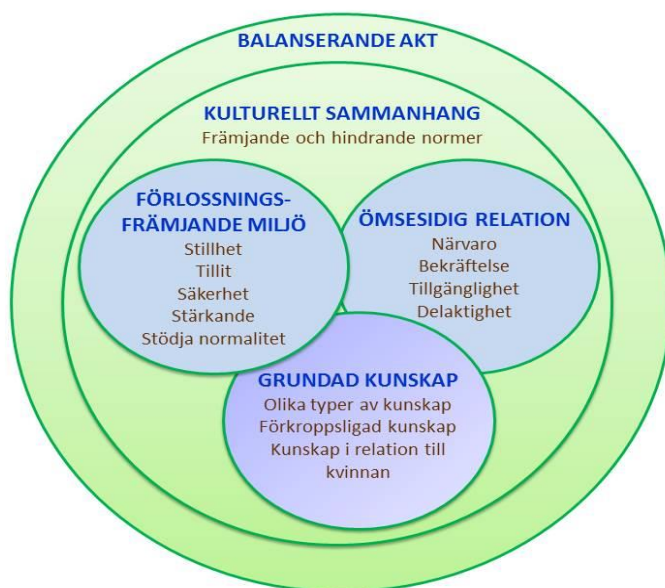 BALANSERANDE AKT
KULTURELLT SAMMANHANG
Främjande och hindrande normer
FÖRLOSSNINGS-
FRÄMJANDE MILJÖ
Stillhet
Tillit
Säkerhet
Stärkande
Stödja normalitet
ÖMSESIDIG RELATION
Närvaro
Bekräftelse
Tillgänglighet
Delaktighet
GRUNDAD KUNSKAP
Olika typer av kunskap
Förkroppsligad kunskap
Kunskap i relation till
kvinnan